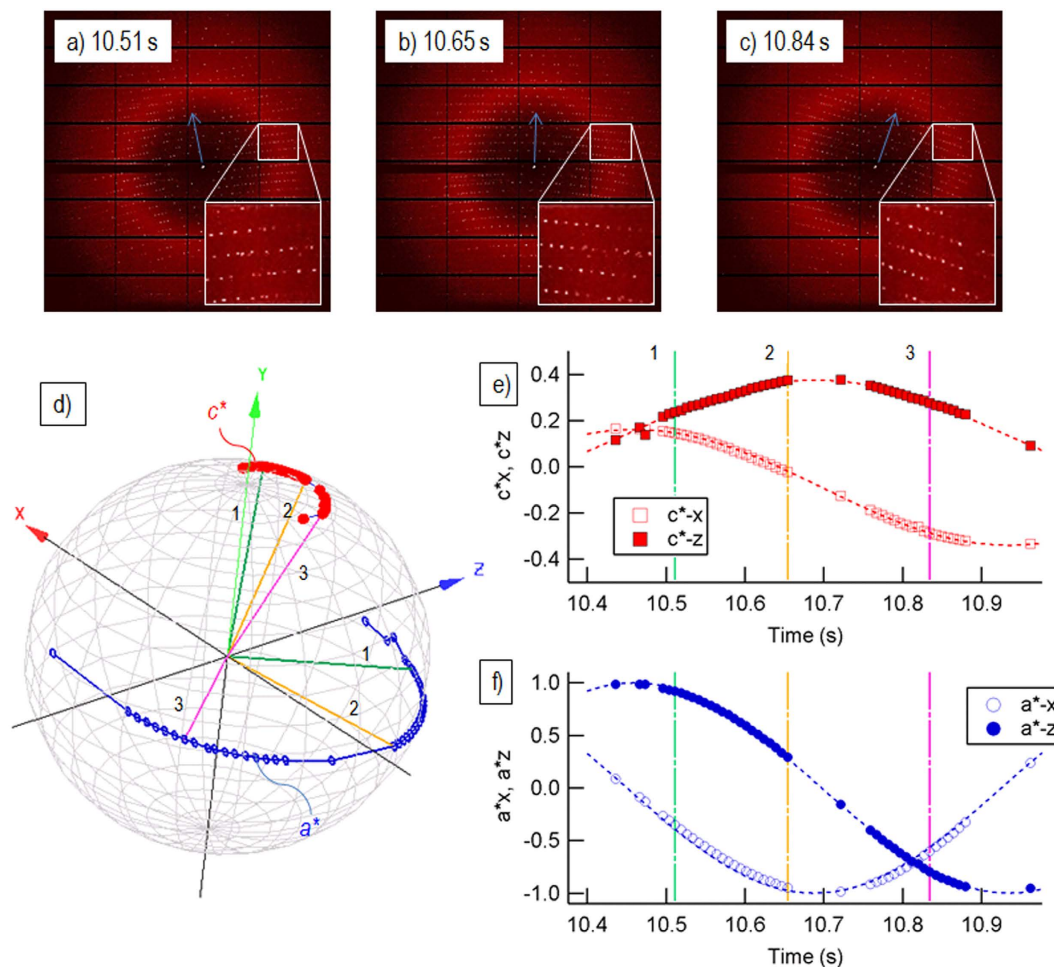 a) 10.51 s
b) 10.65 s
c) 10.84 s
d)
Y
c*
X
Z
1
2
3
1
2
3
a*
e)
1
2
3
0.4
0.2
0.0
-0.2
-0.4
c*x, c*z
c*-x
c*-z
10.4 10.5 10.6 10.7 10.8 10.9
Time (s)
f)
1.0
0.5
0.0
-0.5
-1.0
a*x, a*z
a*-x
a*-z
10.4 10.5 10.6 10.7 10.8 10.9
Time (s)